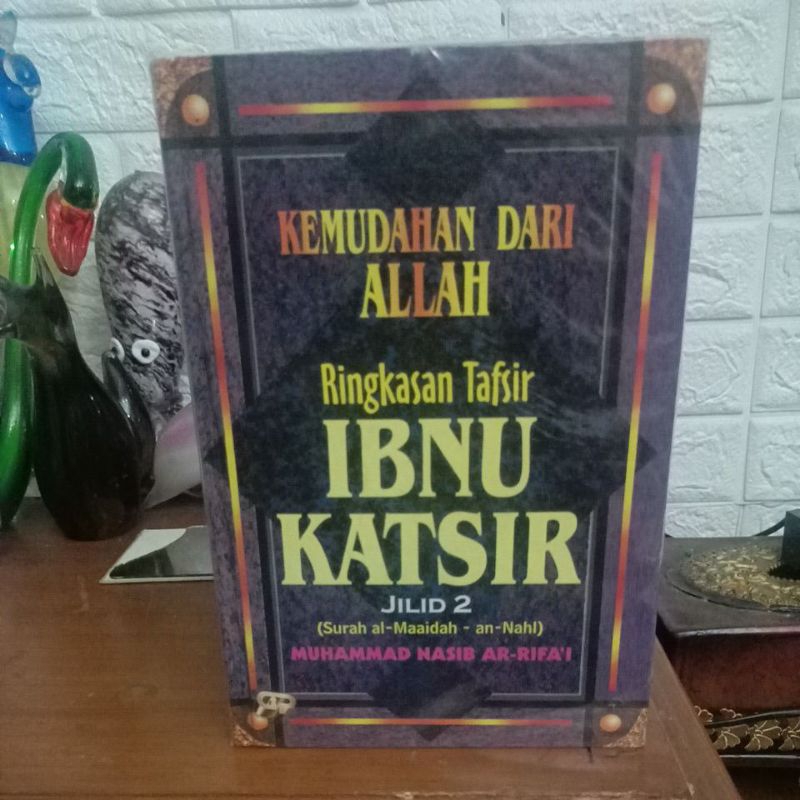 KEMUDAHAN DARI
ALLAH
Ringkasan Tafsir
IBNU
KATSIR
JILID 2
(Surah al-Maaidah - an-Nahl)
MUHAMMAD NASIB AR-RIFA'I